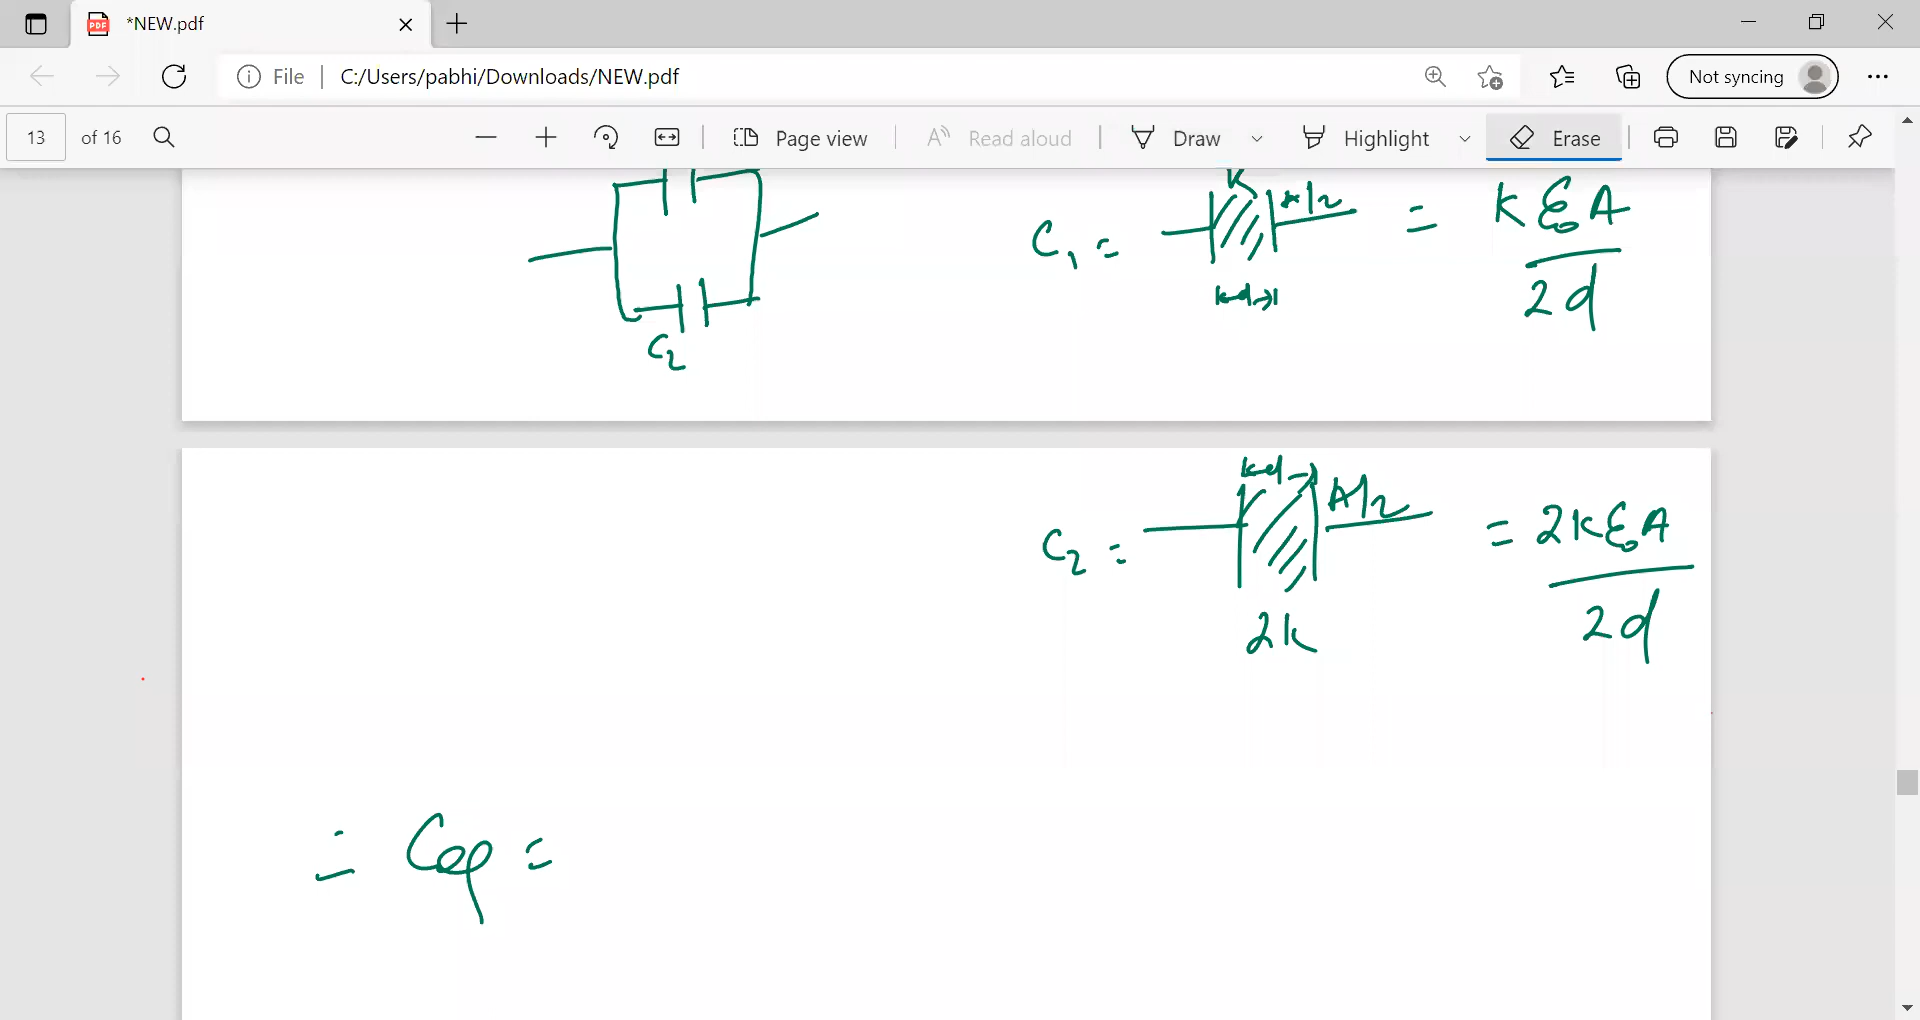 *NEW.pdf
File | C:/Users/pabhi/Downloads/NEW.pdf
Not syncing
13 of 16
Page view
Read aloud
Draw
Highlight
Erase
K
A/2
C₁ = = kε₀A
2d
k-d→
C₂
k-d→
A/2
C₂ = = 2kε₀A
2d
2k
∴ Ceq =